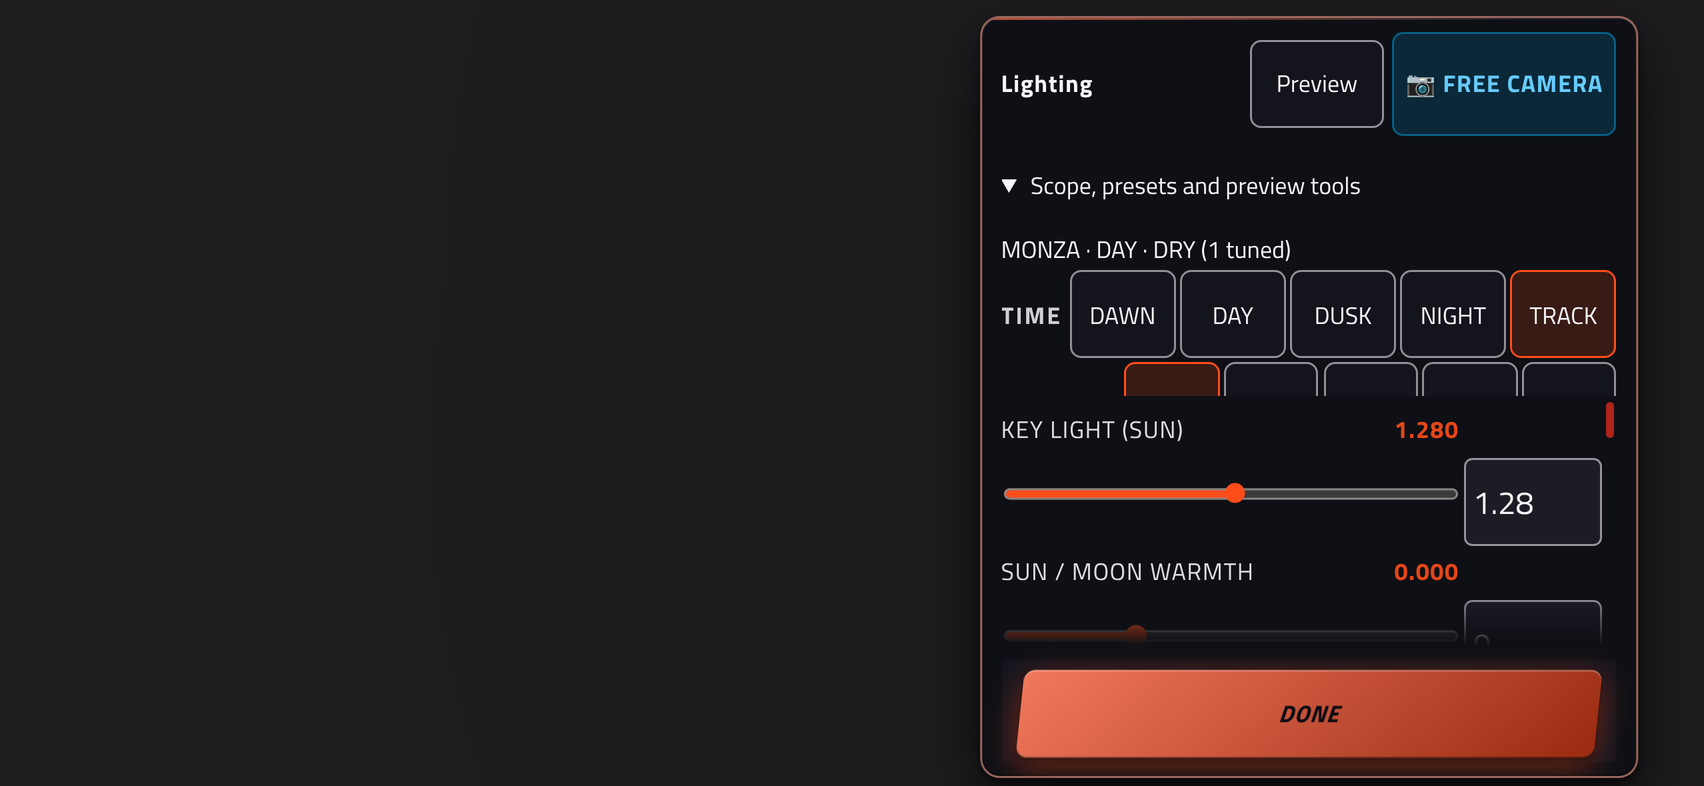 Lighting
Preview
📷 FREE CAMERA
▼ Scope, presets and preview tools
MONZA · DAY · DRY (1 tuned)
TIME DAWN DAY DUSK NIGHT TRACK
KEY LIGHT (SUN) 1.280
1.28
SUN / MOON WARMTH 0.000
DONE